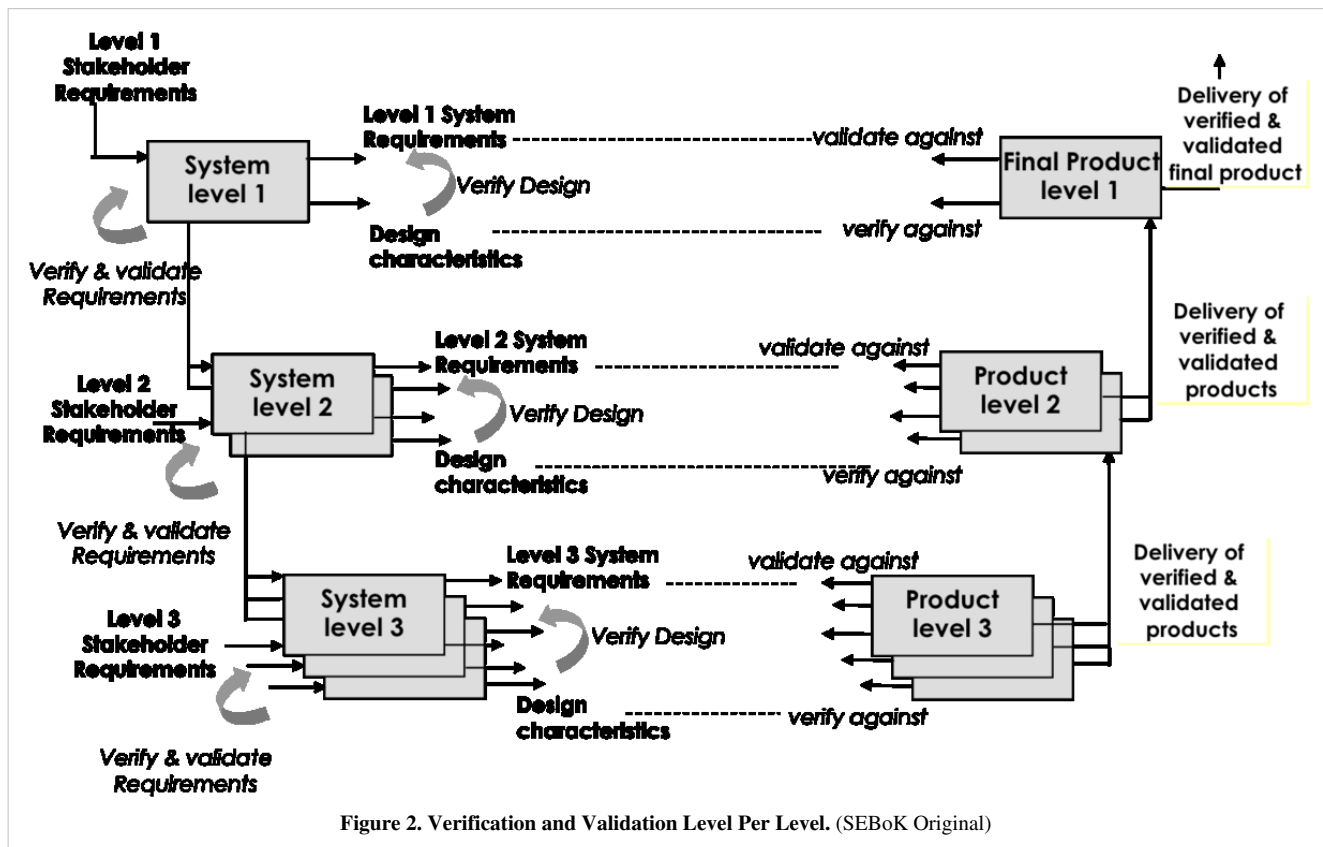 Level 1
Stakeholder
Requirements
System
level 1
Level 1 System
Requirements
validate against
Final Product
level 1
Delivery of
verified &
validated
final product
Verify Design
Design
characteristics
verify against
Verify & validate
Requirements
Level 2 System
Requirements
validate against
Product
level 2
Delivery of
verified &
validated
products
System
level 2
Level 2
Stakeholder
Requirements
Verify Design
Design
characteristics
verify against
Verify & validate
Requirements
Level 3 System
Requirements
validate against
Product
level 3
Delivery of
verified &
validated
products
System
level 3
Level 3
Stakeholder
Requirements
Verify Design
Design
characteristics
verify against
Verify & validate
Requirements
Figure 2. Verification and Validation Level Per Level. (SEBoK Original)